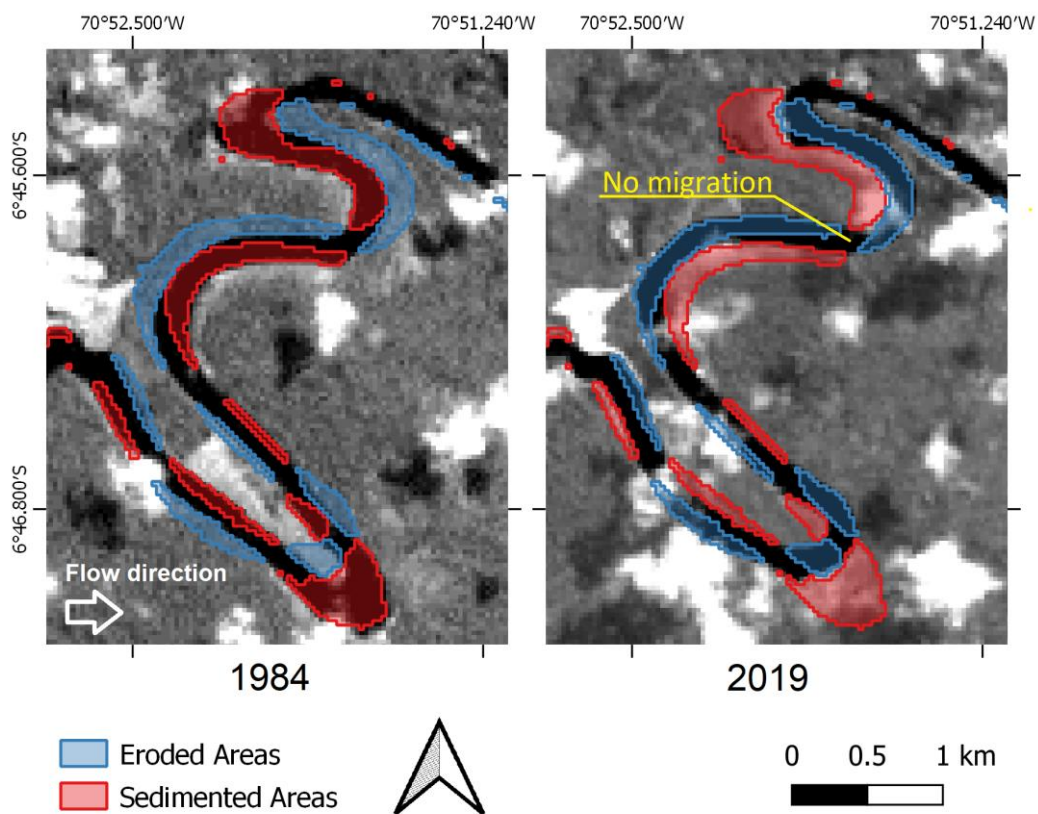 70°52.500'W 70°51.240'W 70°52.500'W 70°51.240'W
6°45.600'S
No migration
6°46.800'S
Flow direction
1984 2019
Eroded Areas
Sedimented Areas
0 0.5 1 km